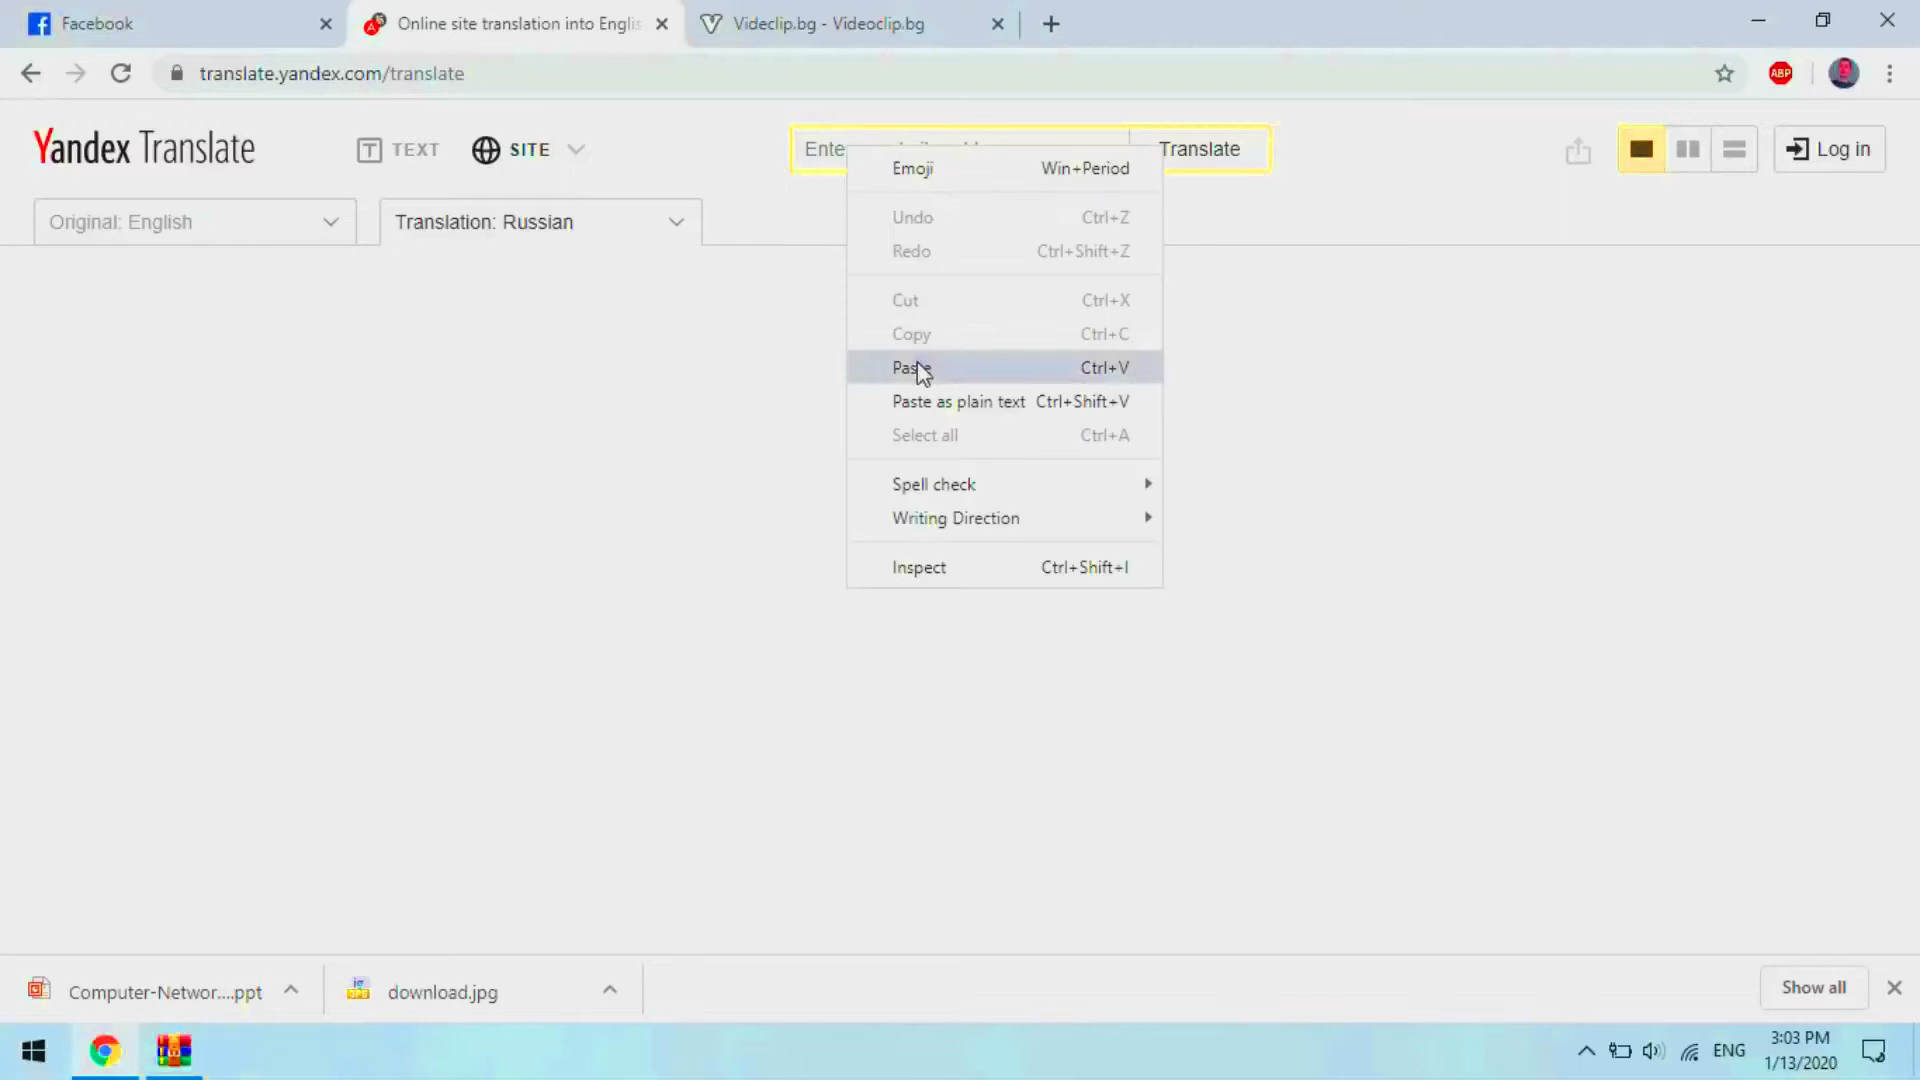 Facebook
Online site translation into Englis
Videclip.bg - Videoclip.bg
translate.yandex.com/translate
ABP
Yandex Translate
TEXT
SITE
Translate
Log in
Original: English
Translation: Russian
Emoji Win+Period
Undo Ctrl+Z
Redo Ctrl+Shift+Z
Cut Ctrl+X
Copy Ctrl+C
Paste Ctrl+V
Paste as plain text Ctrl+Shift+V
Select all Ctrl+A
Spell check
Writing Direction
Inspect Ctrl+Shift+I
Computer-Networ....ppt
download.jpg
Show all
ENG
3:03 PM
1/13/2020